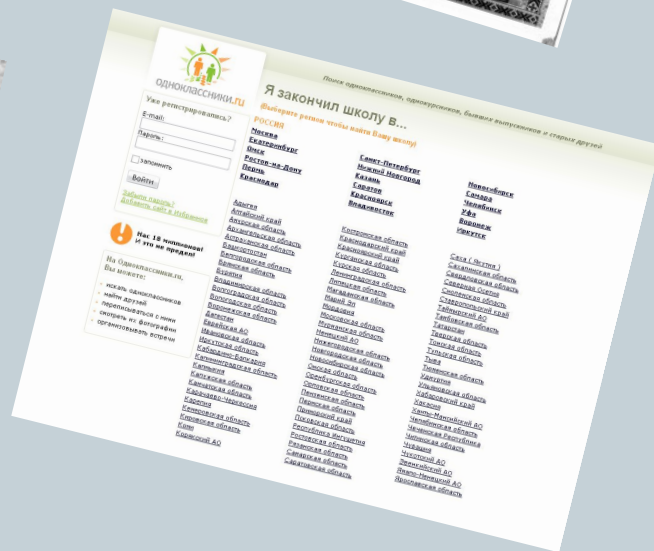 Поиск одноклассников, однокурсников, бывших выпускников и старых друзей
одноклассники.ru
Уже регистрировались?
E-mail:
Пароль:
запомнить
Войти
Забыли пароль?
Добавить сайт в Избранное
Нас 18 миллионов!
И это не предел!
На Одноклассники.ru,
Вы можете:
искать одноклассников
найти друзей
переписываться с ними
смотреть их фотографии
организовывать встречи
Я закончил школу в...
Выберите регион чтобы найти Вашу школу!
РОССИЯ
Москва
Екатеринбург
Омск
Ростов-на-Дону
Пермь
Краснодар
Санкт-Петербург
Нижний Новгород
Казань
Саратов
Красноярск
Владивосток
Новосибирск
Самара
Челябинск
Уфа
Воронеж
Иркутск
Адыгея
Алтайский край
Амурская область
Архангельская область
Астраханская область
Башкортостан
Белгородская область
Брянская область
Бурятия
Владимирская область
Волгоградская область
Вологодская область
Воронежская область
Дагестан
Еврейская АО
Ивановская область
Иркутская область
Кабардино-Балкария
Калининградская область
Калмыкия
Калужская область
Камчатская область
Карачаево-Черкессия
Карелия
Кемеровская область
Кировская область
Коми
Корякский АО
Костромская область
Краснодарский край
Красноярский край
Курганская область
Курская область
Ленинградская область
Липецкая область
Магаданская область
Марий Эл
Мордовия
Московская область
Мурманская область
Ненецкий АО
Нижегородская область
Новгородская область
Новосибирская область
Омская область
Оренбургская область
Орловская область
Пензенская область
Пермская область
Приморский край
Псковская область
Республика Ингушетия
Ростовская область
Рязанская область
Самарская область
Саратовская область
Саха ( Якутия )
Сахалинская область
Свердловская область
Северная Осетия
Смоленская область
Ставропольский край
Таймырский АО
Тамбовская область
Татарстан
Тверская область
Томская область
Тульская область
Тыва
Тюменская область
Удмуртия
Ульяновская область
Хабаровский край
Хакасия
Ханты-Мансийский АО
Челябинская область
Чеченская Республика
Читинская область
Чувашия
Чукотский АО
Эвенкийский АО
Ямало-Ненецкий АО
Ярославская область